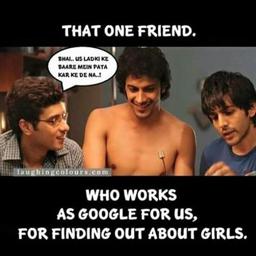 THAT ONE FRIEND.
BHAI.. US LADKI KE
BAARE MEIN PATA
KAR KE DE NA..!
laughingcolours.com
WHO WORKS
AS GOOGLE FOR US,
FOR FINDING OUT ABOUT GIRLS.